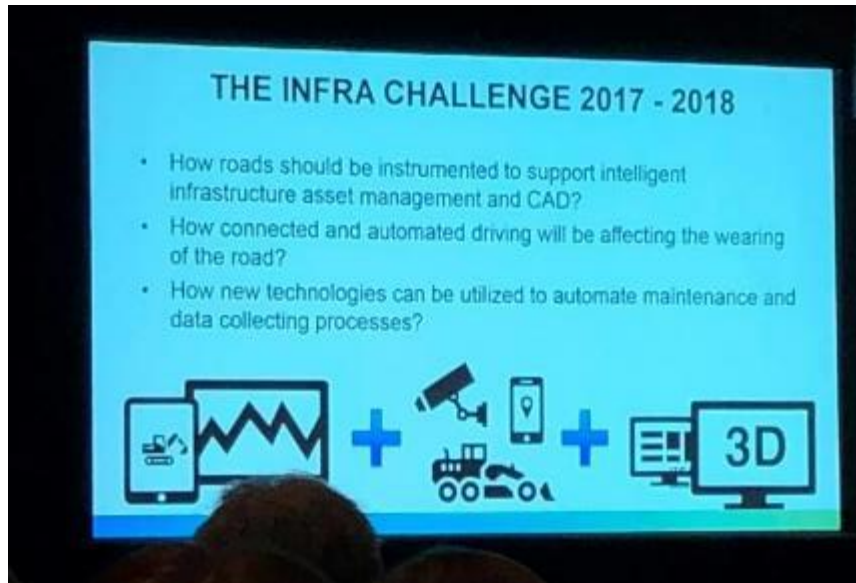 THE INFRA CHALLENGE 2017 - 2018
• How roads should be instrumented to support intelligent
infrastructure asset management and CAD?
• How connected and automated driving will be affecting the wearing
of the road?
• How new technologies can be utilized to automate maintenance and
data collecting processes?
3D